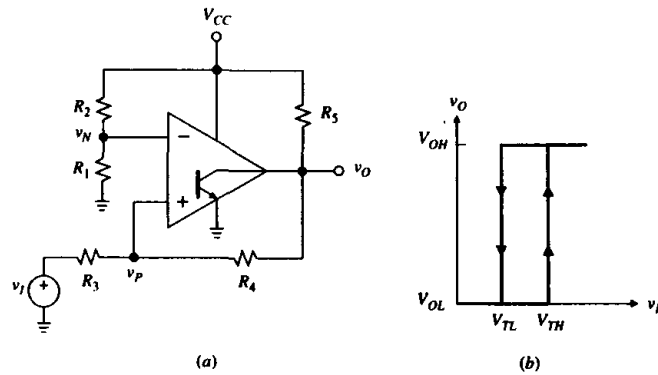 V_CC
R_2
v_N
R_1
R_5
v_O
R_3
v_P
R_4
v_I
−
+
+
(a)
v_O
V_OH
V_OL
V_TL
V_TH
v_I
(b)